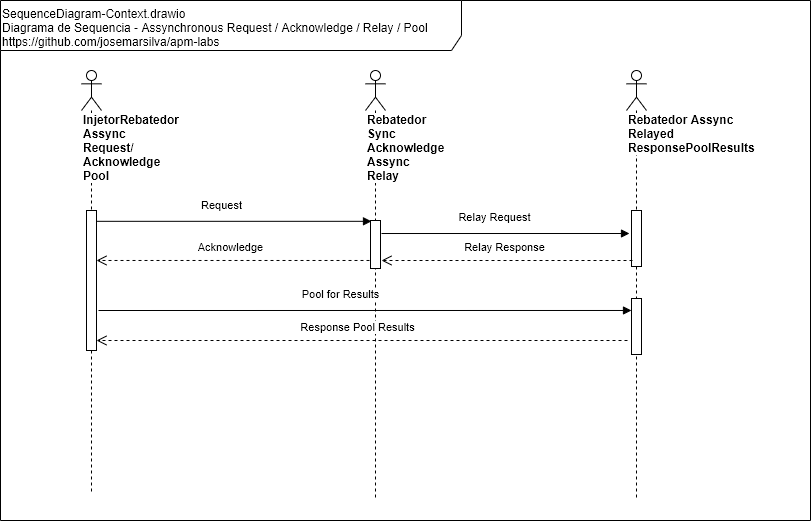 SequenceDiagram-Context.drawio
Diagrama de Sequencia - Assynchronous Request / Acknowledge / Relay / Pool
https://github.com/josemarsilva/apm-labs
InjetorRebatedor
Assync
Request/
Acknowledge
Pool
Rebatedor
Sync
Acknowledge
Assync
Relay
Rebatedor Assync
Relayed
ResponsePoolResults
Request
Relay Request
Acknowledge
Relay Response
Pool for Results
Response Pool Results